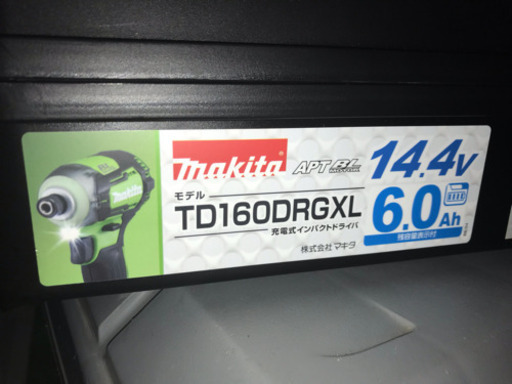 makita APT BL 14.4V
モデル
TD160DRGXL
充電式インパクトドライバ
6.0Ah
残容量表示付
株式会社 マキタ
makita